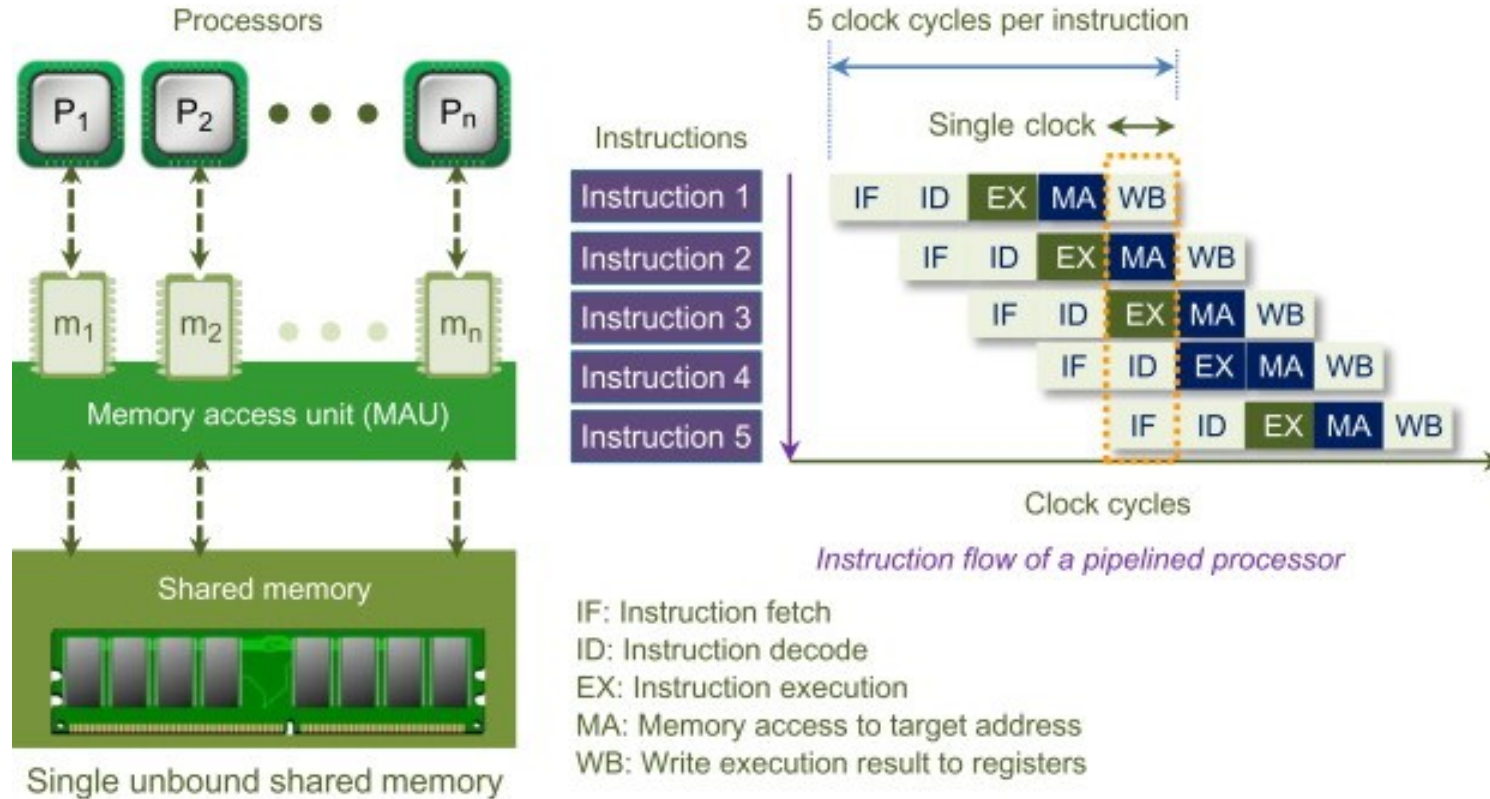 Processors
P1 P2 Pn
m1 m2 mn
Memory access unit (MAU)
Shared memory
Single unbound shared memory
5 clock cycles per instruction
Single clock
Instructions
Instruction 1 IF ID EX MA WB
Instruction 2 IF ID EX MA WB
Instruction 3 IF ID EX MA WB
Instruction 4 IF ID EX MA WB
Instruction 5 IF ID EX MA WB
Clock cycles
Instruction flow of a pipelined processor
IF: Instruction fetch
ID: Instruction decode
EX: Instruction execution
MA: Memory access to target address
WB: Write execution result to registers